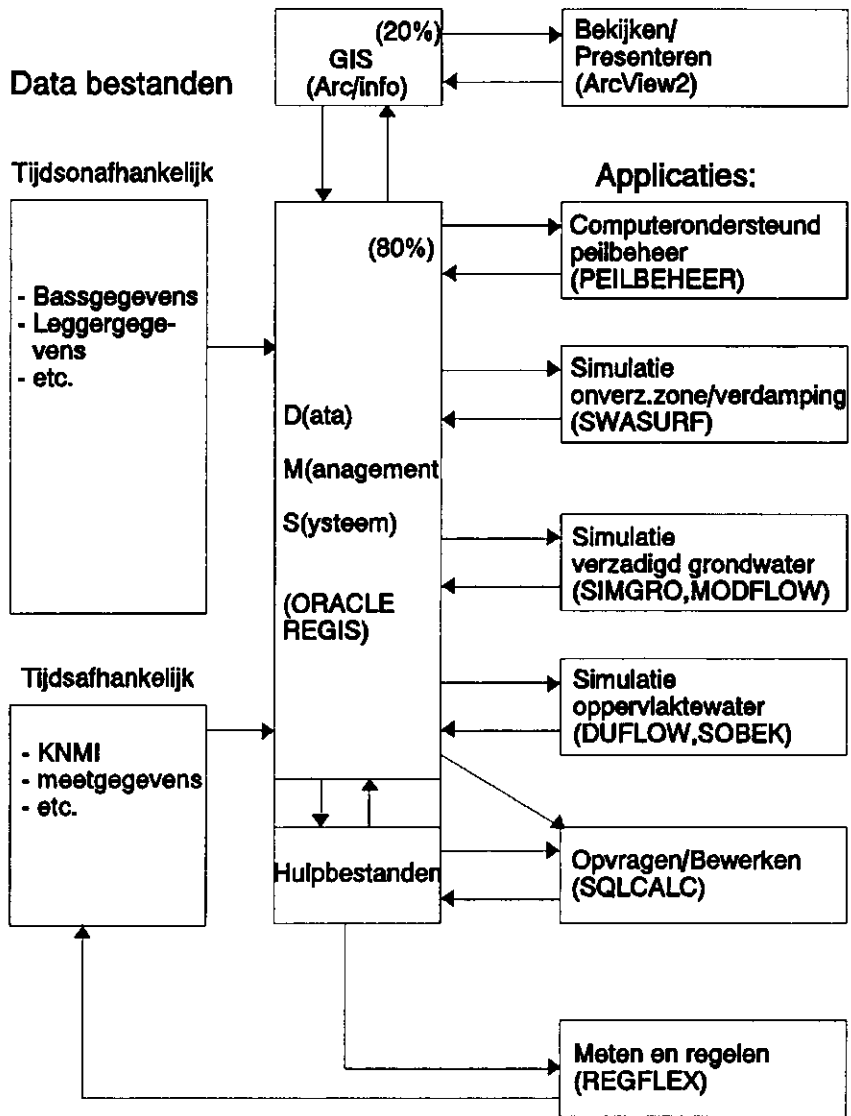 (20%)
GIS
(Arc/info)
Bekijken/
Presenteren
(ArcView2)
Data bestanden
Tijdsonafhankelijk
- Bassgegevens
- Leggergege-
vens
- etc.
(80%)
D(ata)
M(anagement
S(ysteem)
(ORACLE
REGIS)
Applicaties:
Computerondersteund
peilbeheer
(PEILBEHEER)
Simulatie
onverz.zone/verdamping
(SWASURF)
Simulatie
verzadigd grondwater
(SIMGRO,MODFLOW)
Simulatie
oppervlaktewater
(DUFLOW,SOBEK)
Tijdsafhankelijk
- KNMI
- meetgegevens
- etc.
Hulpbestanden
Opvragen/Bewerken
(SQLCALC)
Meten en regelen
(REGFLEX)